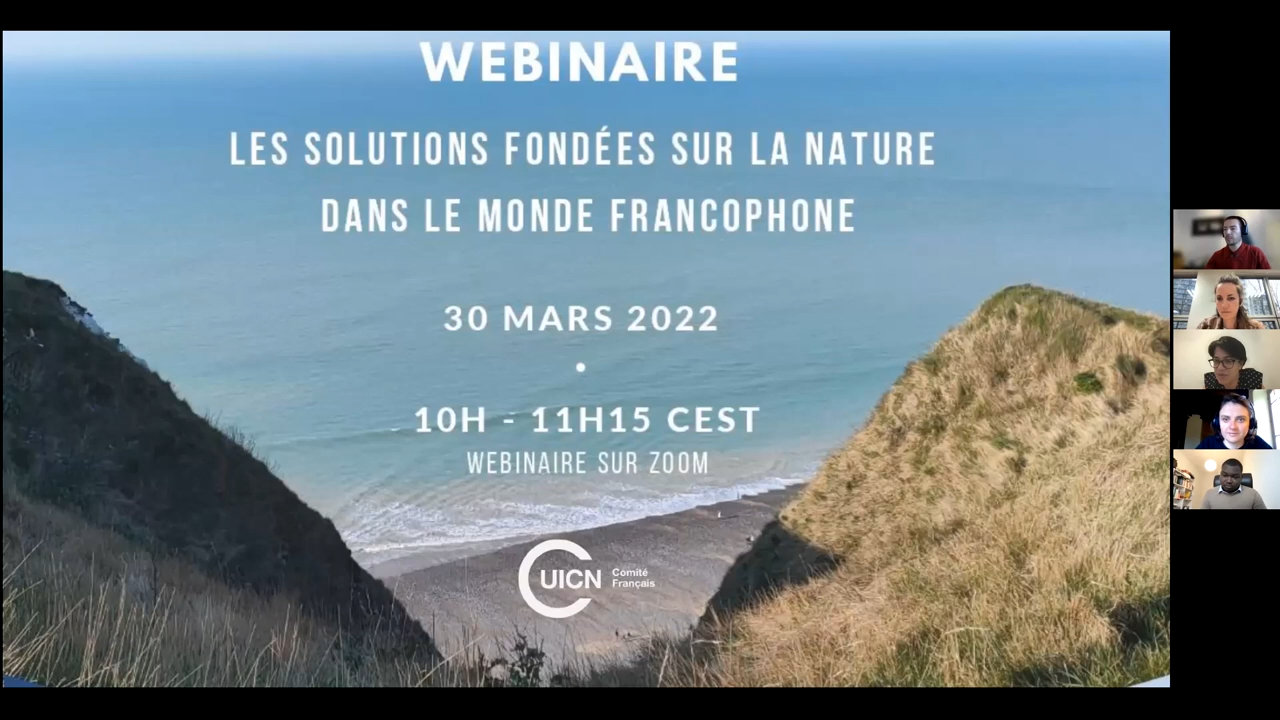 WEBINAIRE
LES SOLUTIONS FONDÉES SUR LA NATURE
DANS LE MONDE FRANCOPHONE
30 MARS 2022
10H - 11H15 CEST
WEBINAIRE SUR ZOOM
UICN
Comité
Français